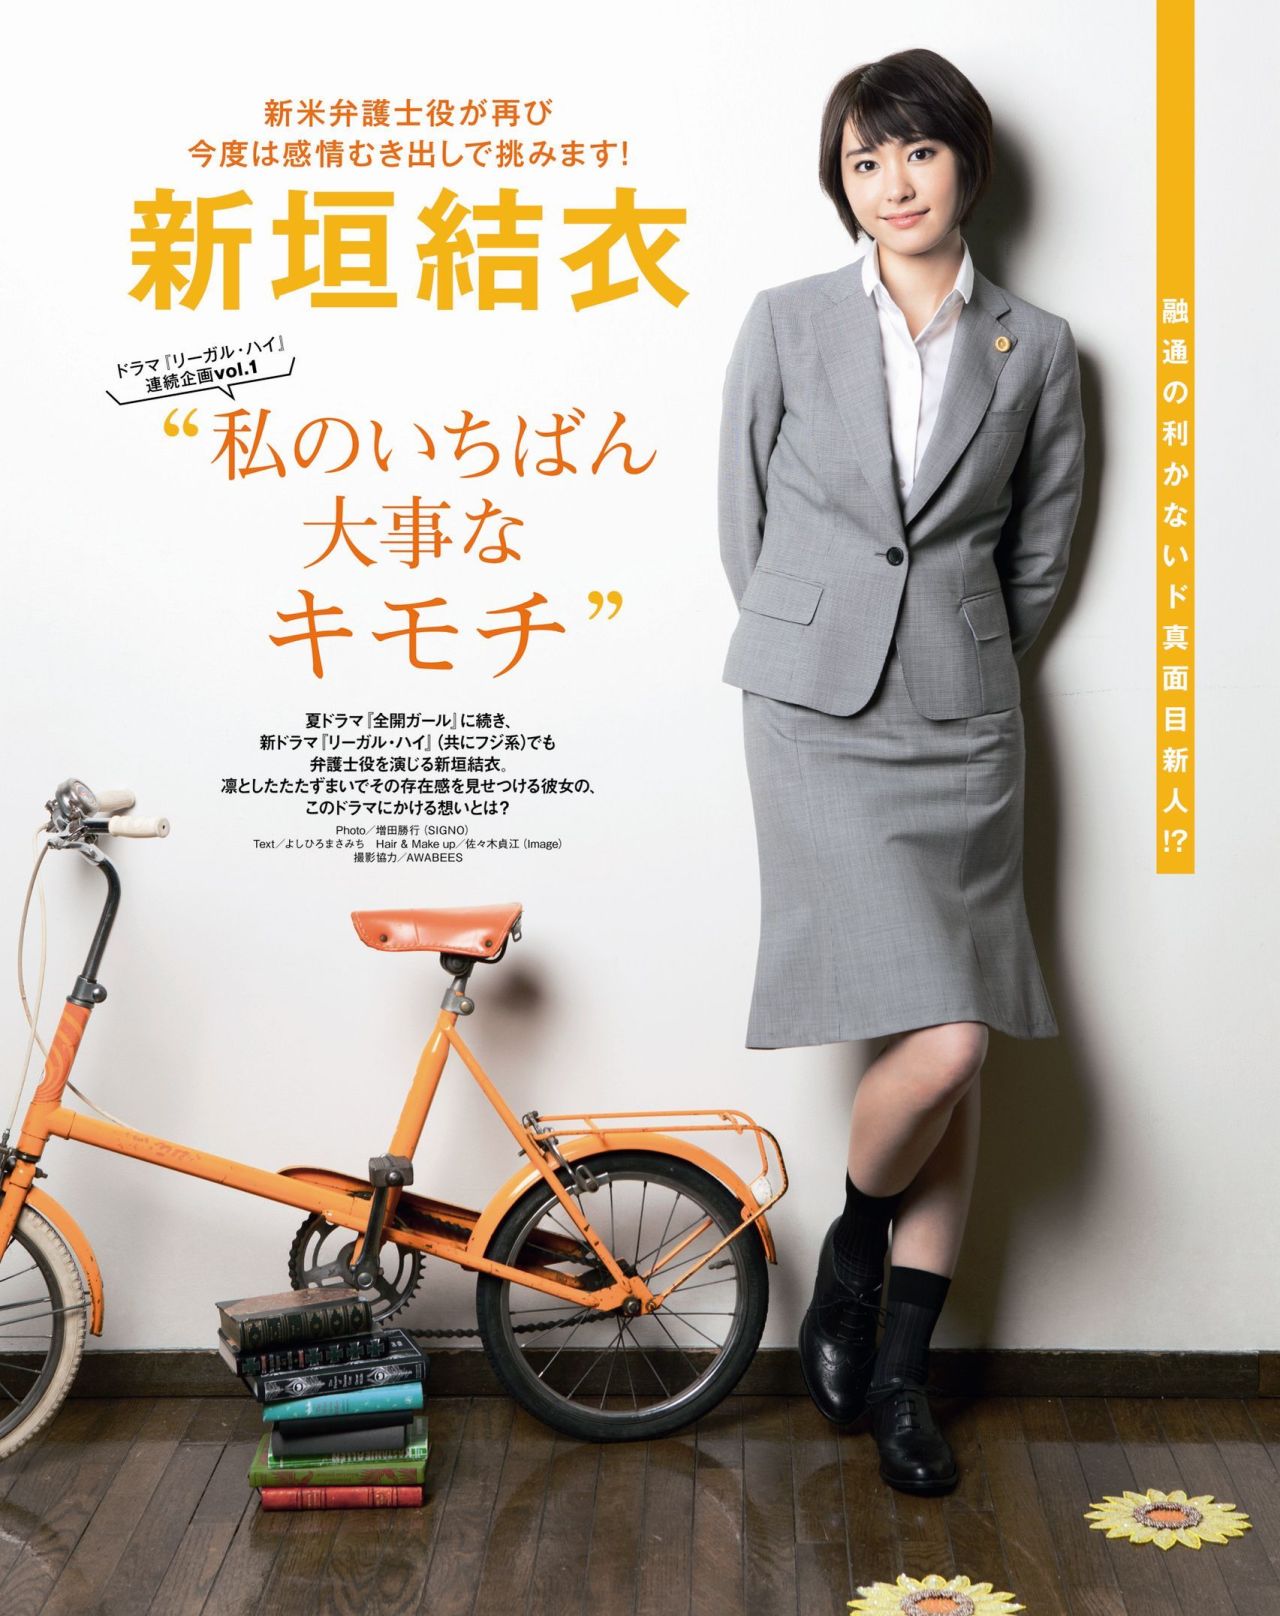 新米弁護士役が再び
今度は感情むき出しで挑みます!
新垣結衣
ドラマ『リーガル・ハイ』
連続企画vol.1
“私のいちばん
大事な
キモチ”
夏ドラマ『全開ガール』に続き、
新ドラマ『リーガル・ハイ』(共にフジ系)でも
弁護士役を演じる新垣結衣。
凛としたたたずまいでその存在感を見せつける彼女の、
このドラマにかける想いとは?
Photo/増田勝行(SIGNO)
Text/よしひろまさみち Hair & Make up/佐々木貞江(Image)
撮影協力/AWABEES
融通の利かないド真面目新人!?